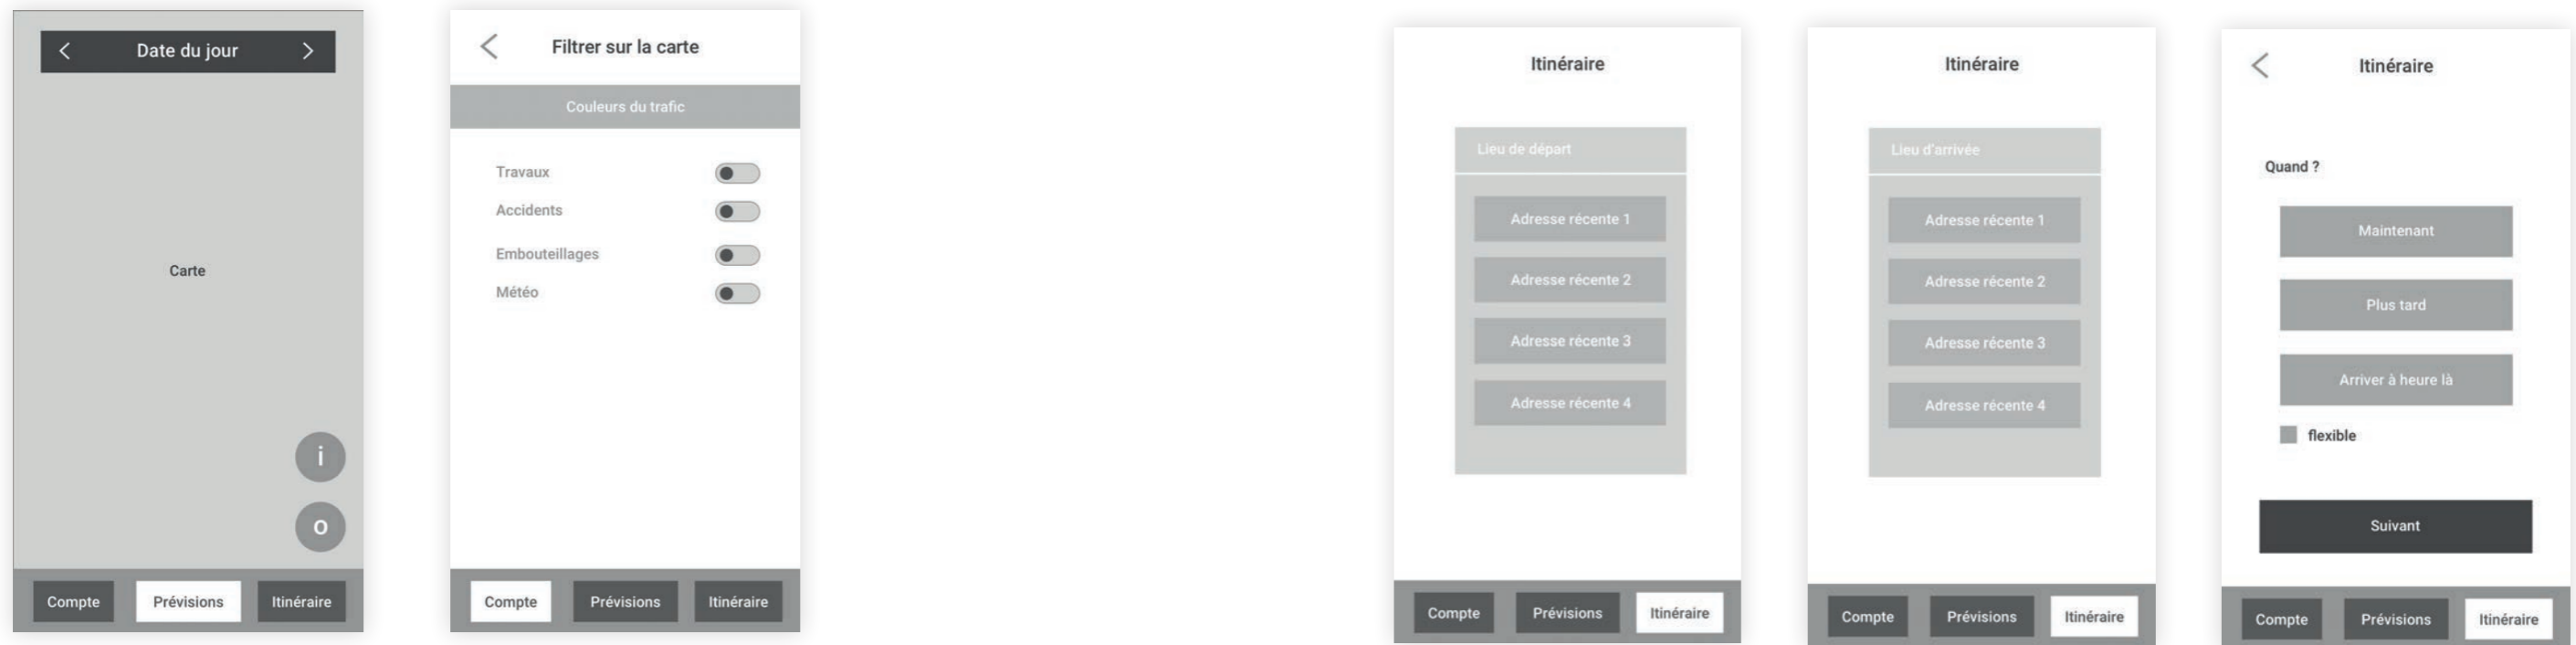 Date du jour
Carte
i
o
Compte Prévisions Itinéraire
Filtrer sur la carte
Couleurs du trafic
Travaux
Accidents
Embouteillages
Météo
Compte Prévisions Itinéraire
Itinéraire
Lieu de départ
Adresse récente 1
Adresse récente 2
Adresse récente 3
Adresse récente 4
Compte Prévisions Itinéraire
Itinéraire
Lieu d'arrivée
Adresse récente 1
Adresse récente 2
Adresse récente 3
Adresse récente 4
Compte Prévisions Itinéraire
Itinéraire
Quand ?
Maintenant
Plus tard
Arriver à heure là
flexible
Suivant
Compte Prévisions Itinéraire